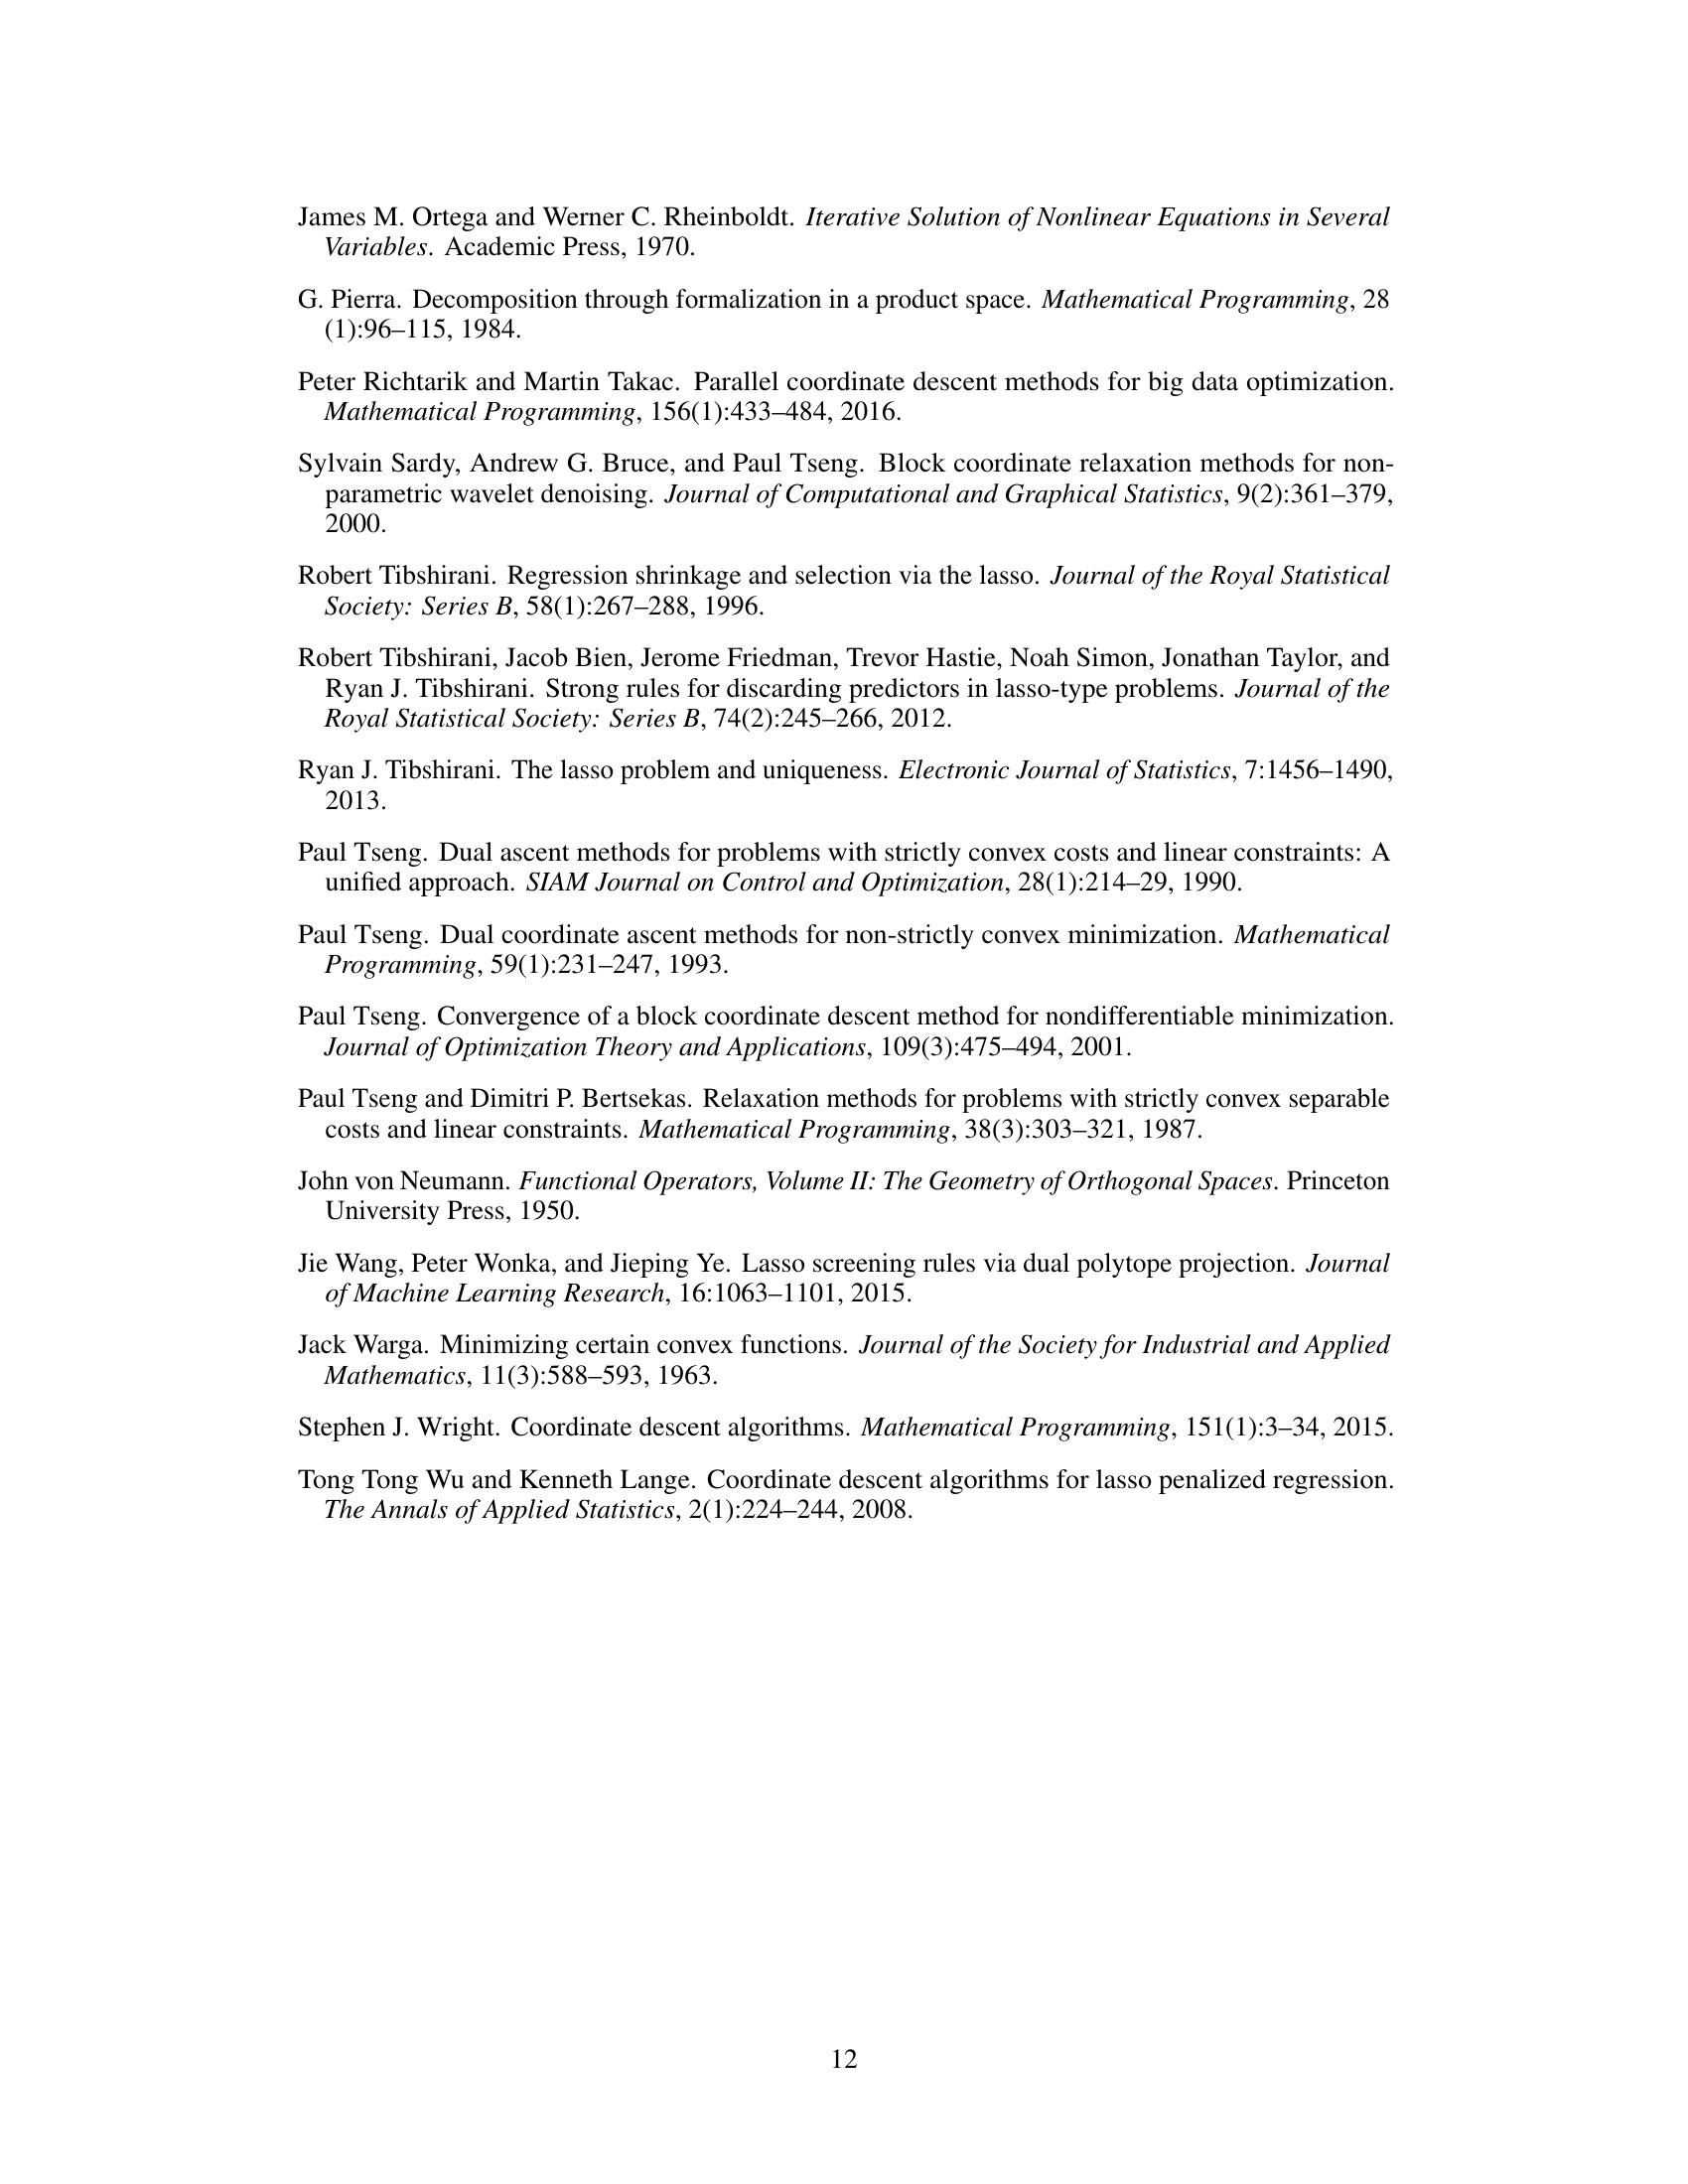 James M. Ortega and Werner C. Rheinboldt. Iterative Solution of Nonlinear Equations in Several
Variables. Academic Press, 1970.
G. Pierra. Decomposition through formalization in a product space. Mathematical Programming, 28
(1):96–115, 1984.
Peter Richtarik and Martin Takac. Parallel coordinate descent methods for big data optimization.
Mathematical Programming, 156(1):433–484, 2016.
Sylvain Sardy, Andrew G. Bruce, and Paul Tseng. Block coordinate relaxation methods for non-
parametric wavelet denoising. Journal of Computational and Graphical Statistics, 9(2):361–379,
2000.
Robert Tibshirani. Regression shrinkage and selection via the lasso. Journal of the Royal Statistical
Society: Series B, 58(1):267–288, 1996.
Robert Tibshirani, Jacob Bien, Jerome Friedman, Trevor Hastie, Noah Simon, Jonathan Taylor, and
Ryan J. Tibshirani. Strong rules for discarding predictors in lasso-type problems. Journal of the
Royal Statistical Society: Series B, 74(2):245–266, 2012.
Ryan J. Tibshirani. The lasso problem and uniqueness. Electronic Journal of Statistics, 7:1456–1490,
2013.
Paul Tseng. Dual ascent methods for problems with strictly convex costs and linear constraints: A
unified approach. SIAM Journal on Control and Optimization, 28(1):214–29, 1990.
Paul Tseng. Dual coordinate ascent methods for non-strictly convex minimization. Mathematical
Programming, 59(1):231–247, 1993.
Paul Tseng. Convergence of a block coordinate descent method for nondifferentiable minimization.
Journal of Optimization Theory and Applications, 109(3):475–494, 2001.
Paul Tseng and Dimitri P. Bertsekas. Relaxation methods for problems with strictly convex separable
costs and linear constraints. Mathematical Programming, 38(3):303–321, 1987.
John von Neumann. Functional Operators, Volume II: The Geometry of Orthogonal Spaces. Princeton
University Press, 1950.
Jie Wang, Peter Wonka, and Jieping Ye. Lasso screening rules via dual polytope projection. Journal
of Machine Learning Research, 16:1063–1101, 2015.
Jack Warga. Minimizing certain convex functions. Journal of the Society for Industrial and Applied
Mathematics, 11(3):588–593, 1963.
Stephen J. Wright. Coordinate descent algorithms. Mathematical Programming, 151(1):3–34, 2015.
Tong Tong Wu and Kenneth Lange. Coordinate descent algorithms for lasso penalized regression.
The Annals of Applied Statistics, 2(1):224–244, 2008.
12